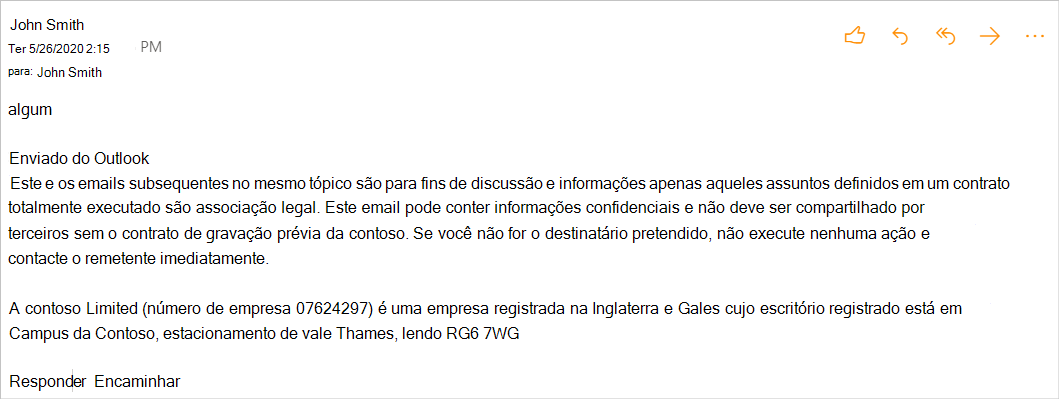 John Smith
Ter 5/26/2020 2:15 PM
para: John Smith
algum
Enviado do Outlook
Este e os emails subsequentes no mesmo tópico são para fins de discussão e informações apenas aqueles assuntos definidos em um contrato
totalmente executado são associação legal. Este email pode conter informações confidenciais e não deve ser compartilhado por
terceiros sem o contrato de gravação prévia da contoso. Se você não for o destinatário pretendido, não execute nenhuma ação e
contacte o remetente imediatamente.
A contoso Limited (número de empresa 07624297) é uma empresa registrada na Inglaterra e Gales cujo escritório registrado está em
Campus da Contoso, estacionamento de vale Thames, lendo RG6 7WG
Responder Encaminhar